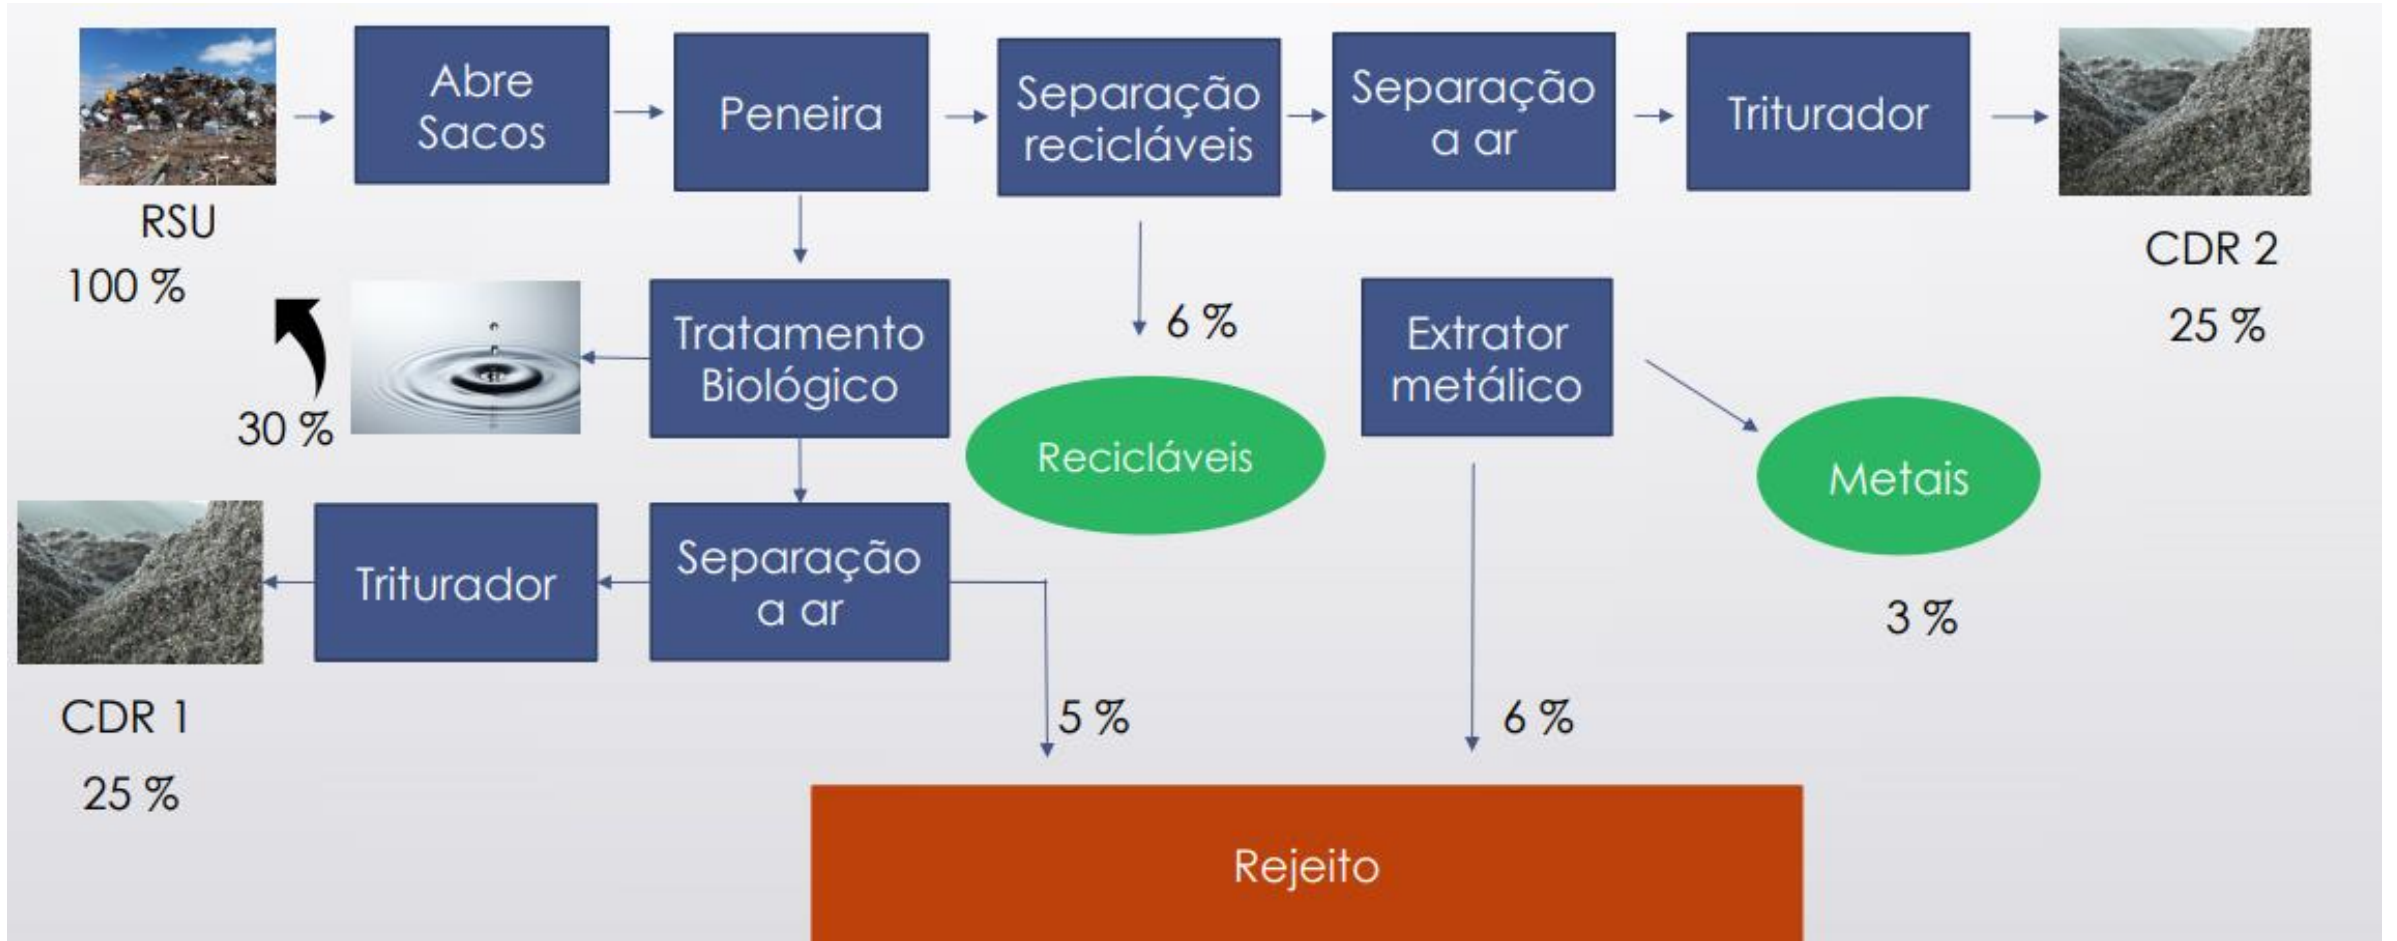 Abre
Sacos
Peneira
Separação
recicláveis
Separação
a ar
Triturador
RSU
100 %
CDR 2
25 %
Tratamento
Biológico
30 %
6 %
Recicláveis
Extrator
metálico
Metais
3 %
Triturador
Separação
a ar
CDR 1
25 %
5 %
6 %
Rejeito